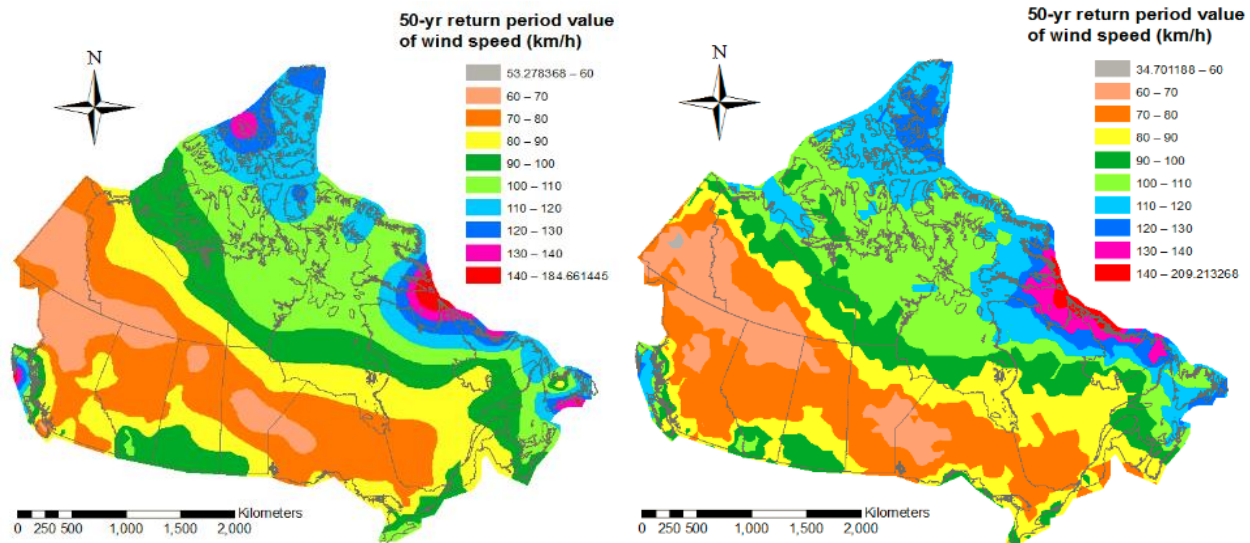 50-yr return period value
of wind speed (km/h)
N
53.278368 – 60
60 – 70
70 – 80
80 – 90
90 – 100
100 – 110
110 – 120
120 – 130
130 – 140
140 – 184.661445
Kilometers
0 250 500 1,000 1,500 2,000
50-yr return period value
of wind speed (km/h)
N
34.701188 – 60
60 – 70
70 – 80
80 – 90
90 – 100
100 – 110
110 – 120
120 – 130
130 – 140
140 – 209.213268
Kilometers
0 250 500 1,000 1,500 2,000